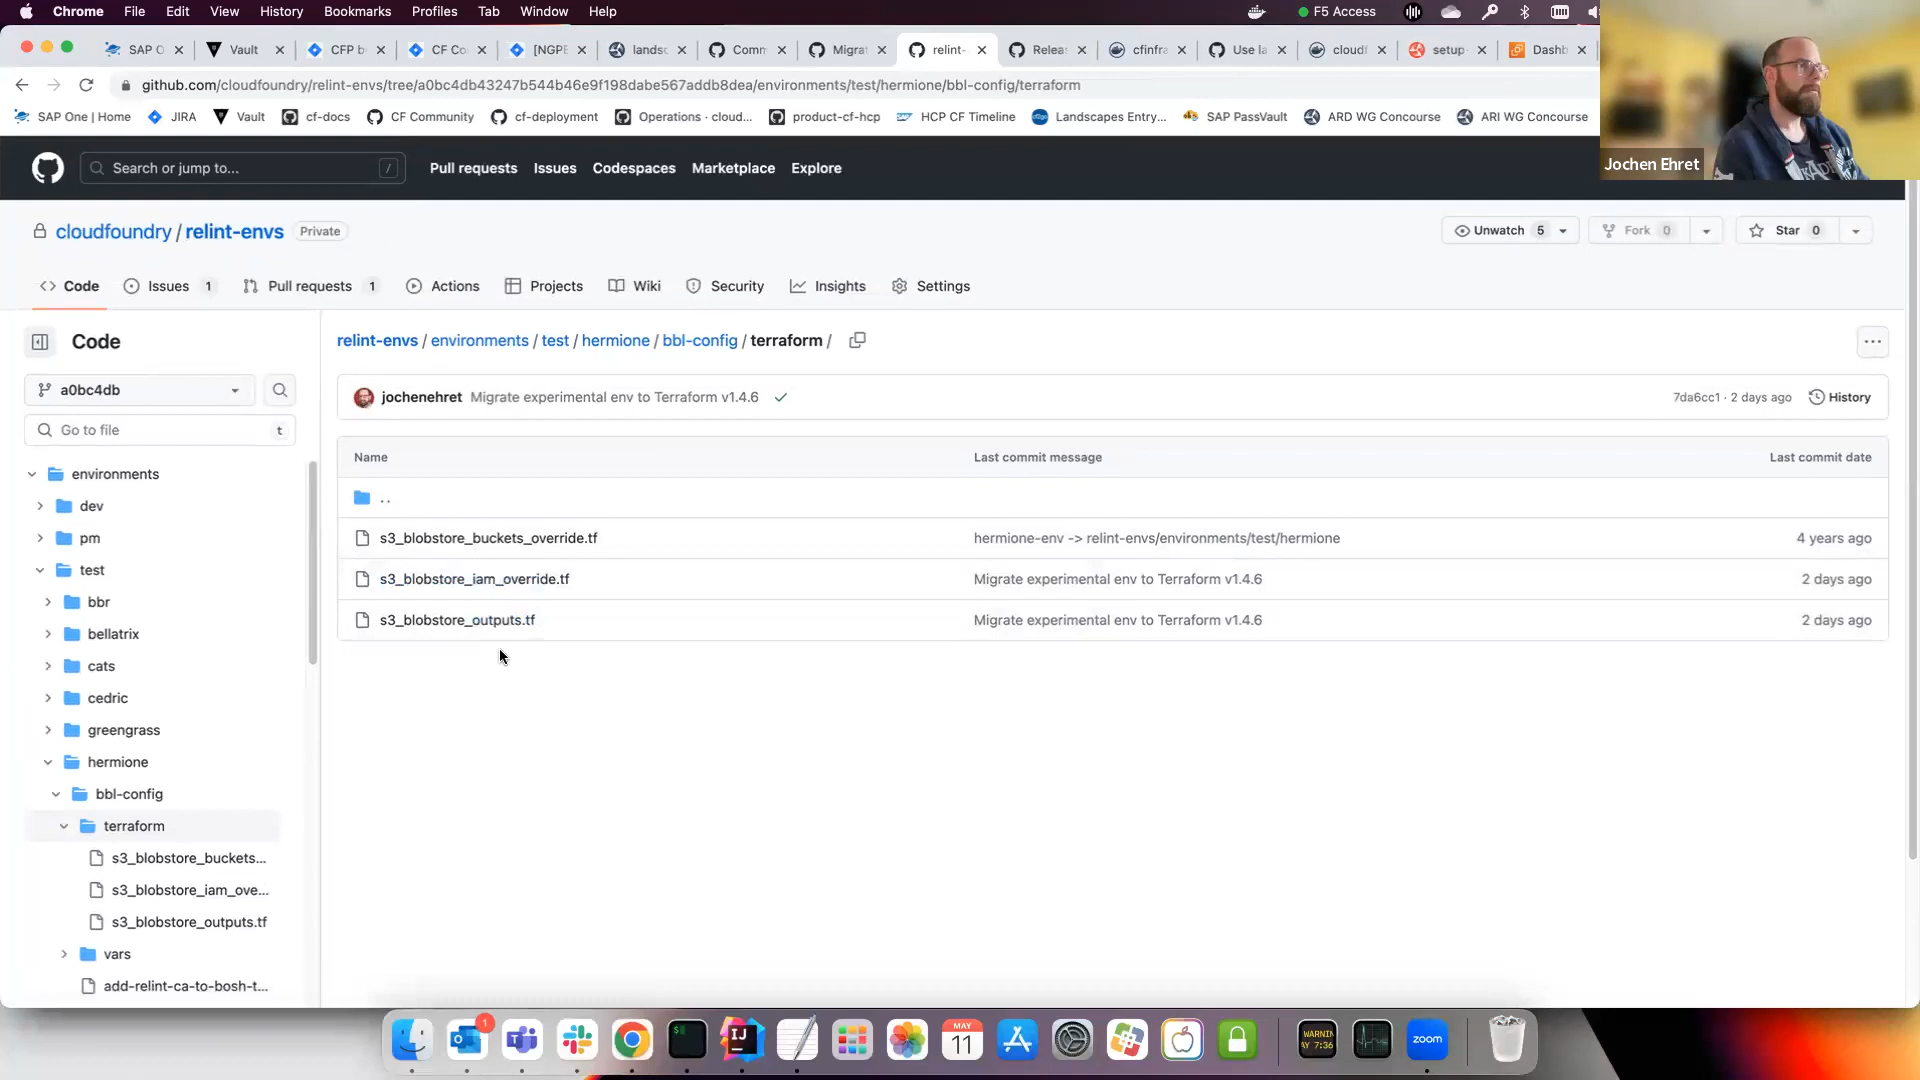 Chrome File Edit View History Bookmarks Profiles Tab Window Help F5 Access
SAP O Vault CFP b CF Co [NGPE landsc Comm Migrat relint- Relea cfinfra Use la cloudf setup- Dashb
github.com/cloudfoundry/relint-envs/tree/a0bc4db43247b544b46e9f198dabe567addb8dea/environments/test/hermione/bbl-config/terraform
SAP One | Home JIRA Vault cf-docs CF Community cf-deployment Operations · cloud... product-cf-hcp HCP CF Timeline Landscapes Entry... SAP PassVault ARD WG Concourse ARI WG Concourse
Jochen Ehret
Search or jump to... / Pull requests Issues Codespaces Marketplace Explore
cloudfoundry / relint-envs Private Unwatch 5 Fork 0 Star 0
Code Issues 1 Pull requests 1 Actions Projects Wiki Security Insights Settings
Code
a0bc4db
Go to file t
environments
dev
pm
test
bbr
bellatrix
cats
cedric
greengrass
hermione
bbl-config
terraform
s3_blobstore_buckets...
s3_blobstore_iam_ove...
s3_blobstore_outputs.tf
vars
add-relint-ca-to-bosh-t...
relint-envs / environments / test / hermione / bbl-config / terraform /
jochenehret Migrate experimental env to Terraform v1.4.6 7da6cc1 · 2 days ago History
Name Last commit message Last commit date
..
s3_blobstore_buckets_override.tf hermione-env -> relint-envs/environments/test/hermione 4 years ago
s3_blobstore_iam_override.tf Migrate experimental env to Terraform v1.4.6 2 days ago
s3_blobstore_outputs.tf Migrate experimental env to Terraform v1.4.6 2 days ago
1
IJ
MAY
11
WARNIN
AY 7:36
zoom